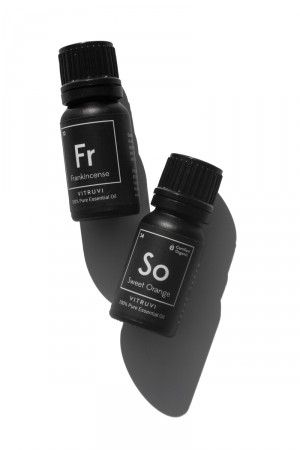 Fr
Frankincense
VITRUVI
100% Pure Essential Oil
So
Sweet Orange
VITRUVI
100% Pure Essential Oil